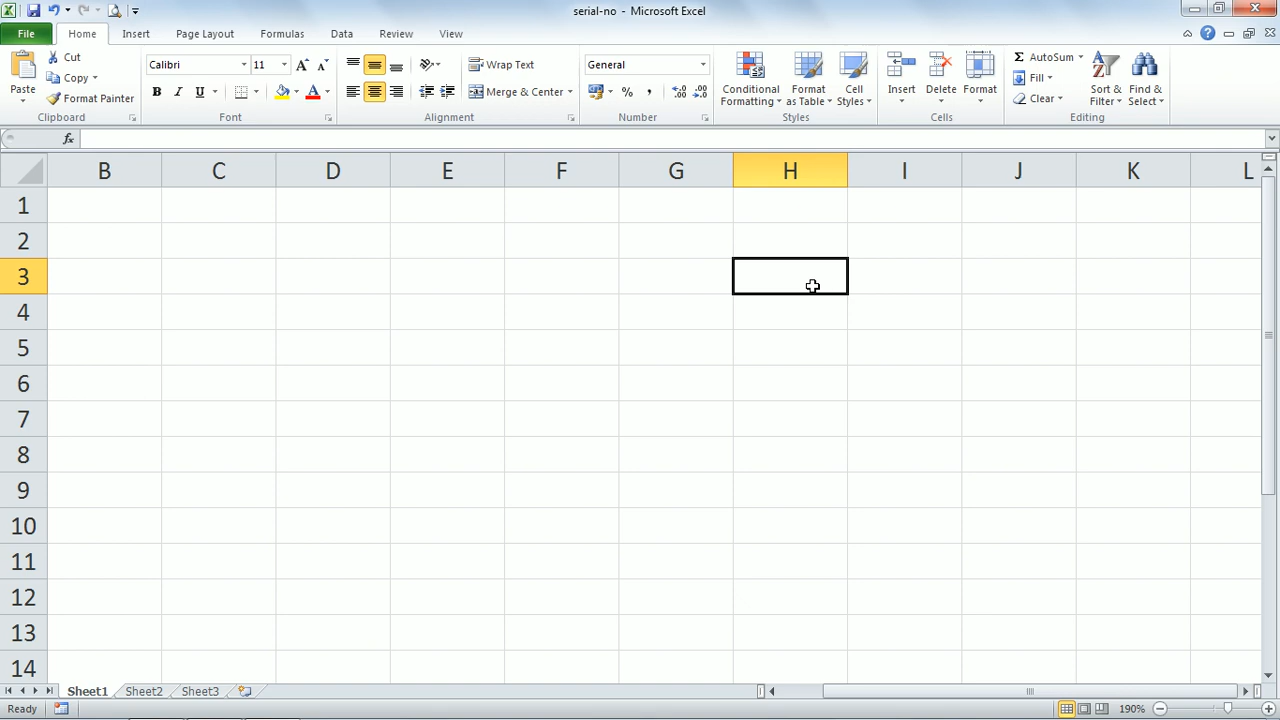 serial-no - Microsoft Excel
File Home Insert Page Layout Formulas Data Review View
Paste
Cut
Copy
Format Painter
Clipboard
Calibri 11
B I U
Font
Wrap Text
Merge & Center
Alignment
General
% ,
Number
Conditional Formatting
Format as Table
Cell Styles
Styles
Insert Delete Format
Cells
AutoSum
Fill
Clear
Sort & Filter
Find & Select
Editing
fx
B C D E F G H I J K L
1
2
3
4
5
6
7
8
9
10
11
12
13
14
Sheet1 Sheet2 Sheet3
Ready 190%